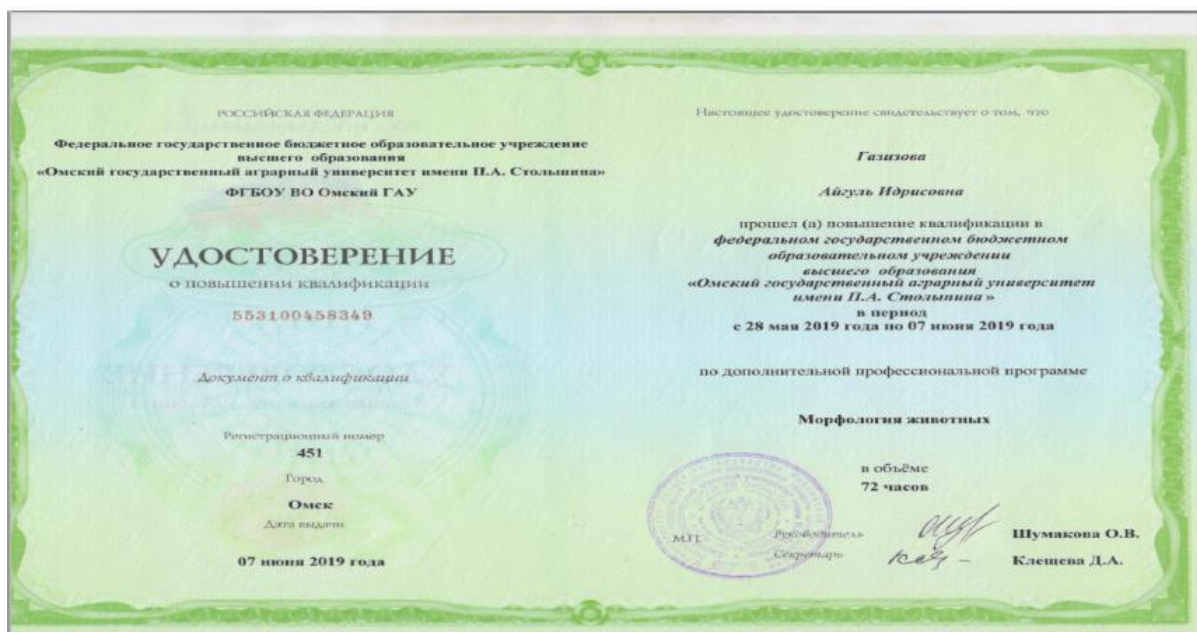 РОССИЙСКАЯ ФЕДЕРАЦИЯ
Федеральное государственное бюджетное образовательное учреждение
высшего образования
«Омский государственный аграрный университет имени П.А. Столыпина»
ФГБОУ ВО Омский ГАУ
УДОСТОВЕРЕНИЕ
о повышении квалификации
553100458349
Документ о квалификации
Регистрационный номер
451
Город
Омск
Дата выдачи
07 июня 2019 года
Настоящее удостоверение свидетельствует о том, что
Газизова
Айгуль Идрисовна
прошел (а) повышение квалификации в
федеральном государственном бюджетном
образовательном учреждении
высшего образования
«Омский государственный аграрный университет
имени П.А. Столыпина »
в период
с 28 мая 2019 года по 07 июня 2019 года
по дополнительной профессиональной программе
Морфология животных
в объёме
72 часов
М.П.
Руководитель
Шумакова О.В.
Секретарь
Клещева Д.А.